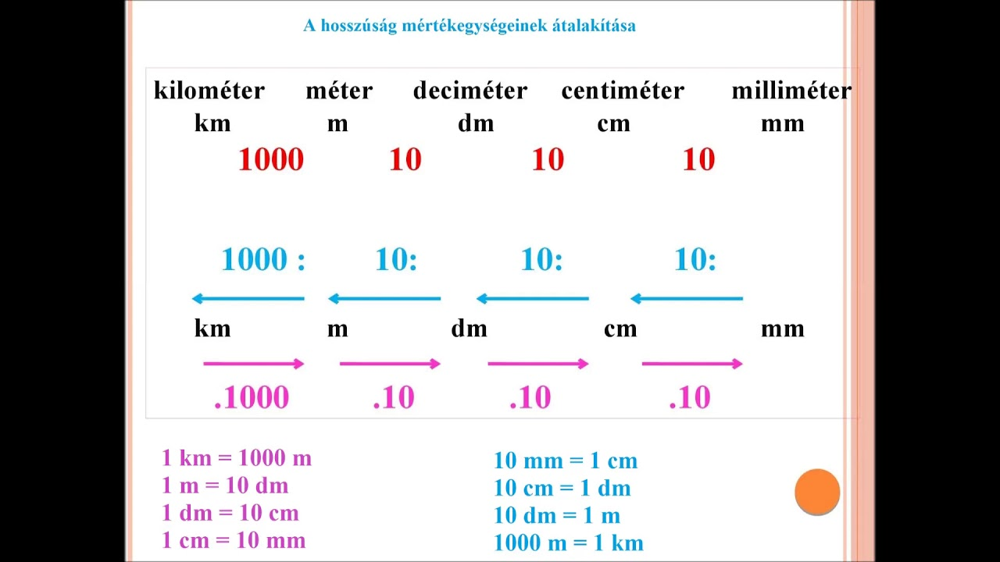 A hosszúság mértékegységeinek átalakítása
kilométer méter deciméter centiméter milliméter
km m dm cm mm
1000 10 10 10
1000 : 10: 10: 10:
km m dm cm mm
.1000 .10 .10 .10
1 km = 1000 m
1 m = 10 dm
1 dm = 10 cm
1 cm = 10 mm
10 mm = 1 cm
10 cm = 1 dm
10 dm = 1 m
1000 m = 1 km